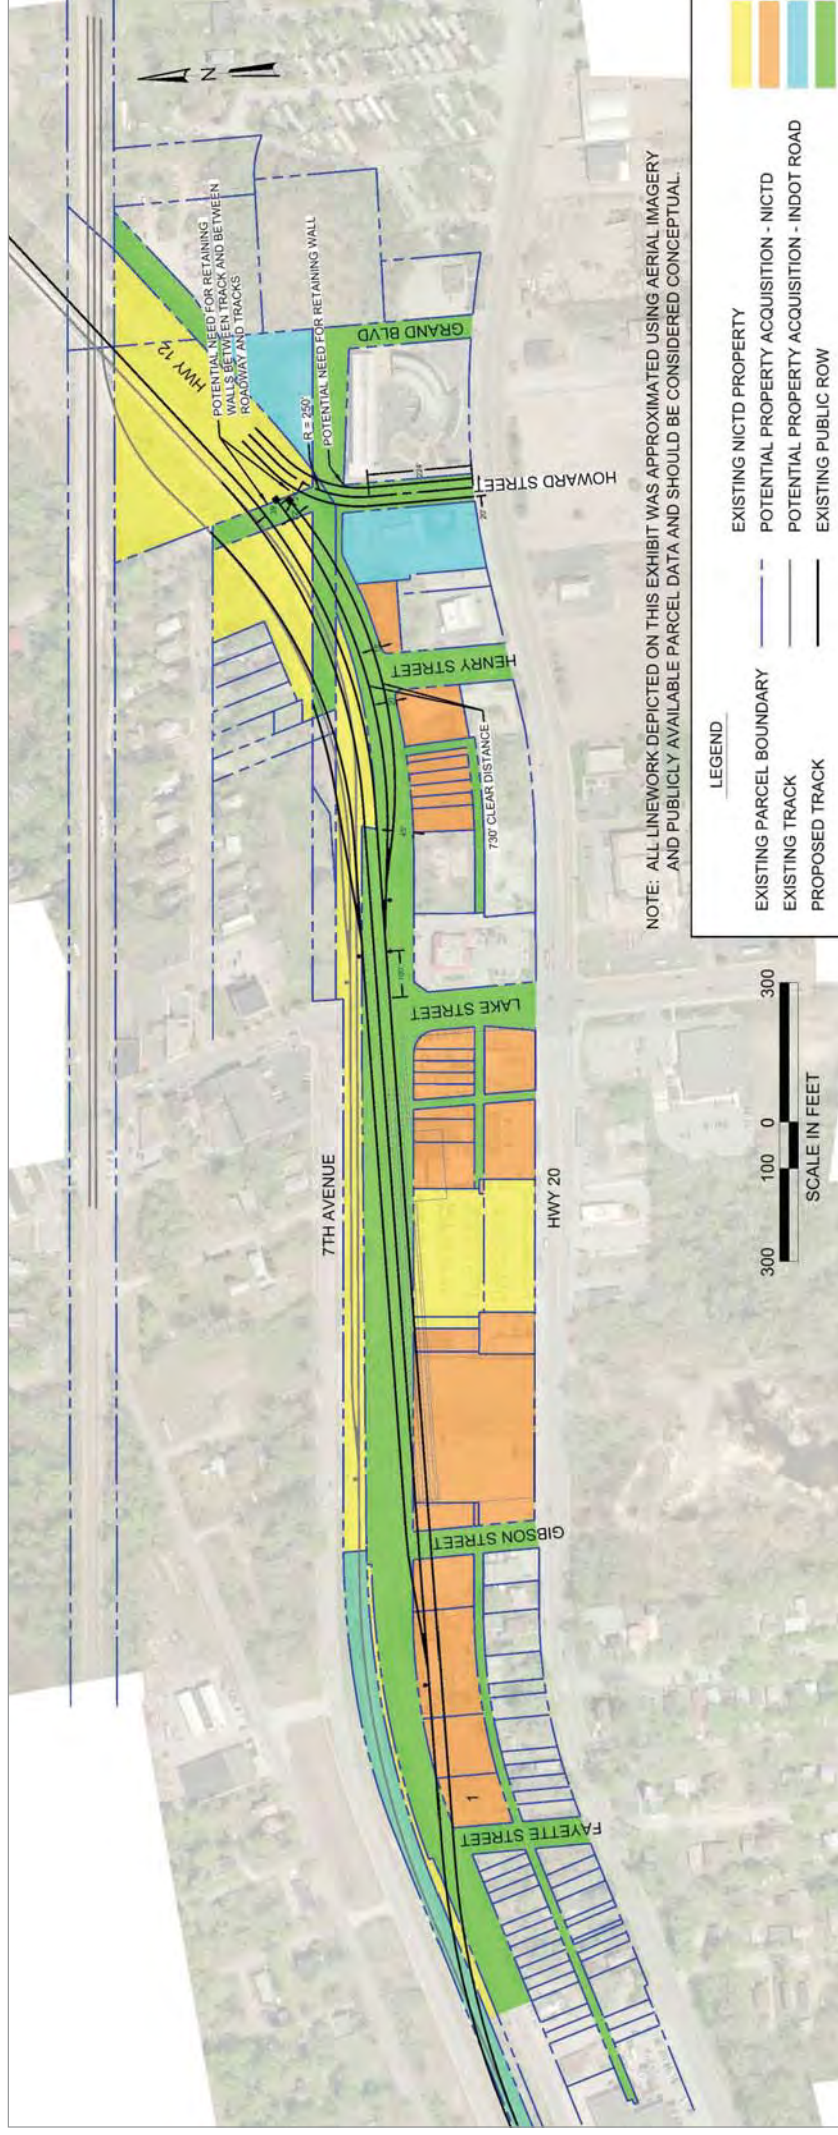 N
HWY 12
POTENTIAL NEED FOR RETAINING
WALLS BETWEEN TRACK AND BETWEEN
ROADWAY AND TRACKS
R = 250'
POTENTIAL NEED FOR RETAINING WALL
GRAND BLVD
HOWARD STREET
HENRY STREET
730' CLEAR DISTANCE
LAKE STREET
7TH AVENUE
HWY 20
GIBSON STREET
FAYETTE STREET
1
NOTE: ALL LINEWORK DEPICTED ON THIS EXHIBIT WAS APPROXIMATED USING AERIAL IMAGERY
AND PUBLICLY AVAILABLE PARCEL DATA AND SHOULD BE CONSIDERED CONCEPTUAL.
LEGEND
EXISTING PARCEL BOUNDARY
EXISTING TRACK
PROPOSED TRACK
EXISTING NICTD PROPERTY
POTENTIAL PROPERTY ACQUISITION - NICTD
POTENTIAL PROPERTY ACQUISITION - INDOT ROAD
EXISTING PUBLIC ROW
300 100 0 300
SCALE IN FEET